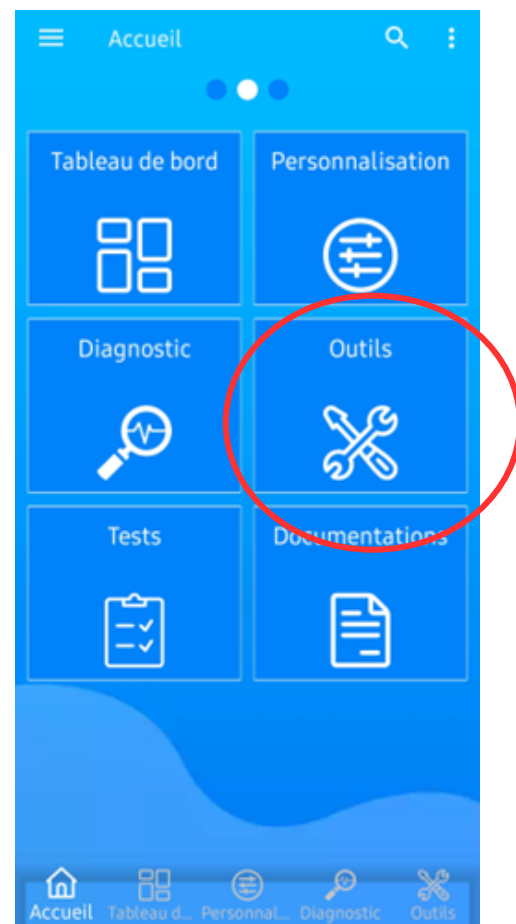 Accueil
Tableau de bord
Personnalisation
Diagnostic
Outils
Tests
Documentations
Accueil Tableau d... Personnal... Diagnostic Outils